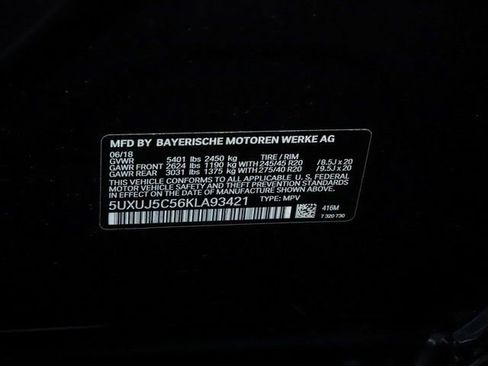 MFD BY BAYERISCHE MOTOREN WERKE AG
06/18 TIRE / RIM
GVWR 5401 lbs 2450 kg
GAWR FRONT 2624 lbs 1190 kg WITH 245/45 R20 /8.5J x 20
GAWR REAR 3031 lbs 1375 kg WITH 275/40 R20 /9.5J x 20
THIS VEHICLE CONFORMS TO ALL APPLICABLE FEDERAL MOTOR
VEHICLE SAFETY STANDARDS IN EFFECT ON THE DATE
OF MANUFACTURE SHOWN ABOVE.
5UXUJ5C56KLA93421 TYPE: MPV
416M
7 320 730